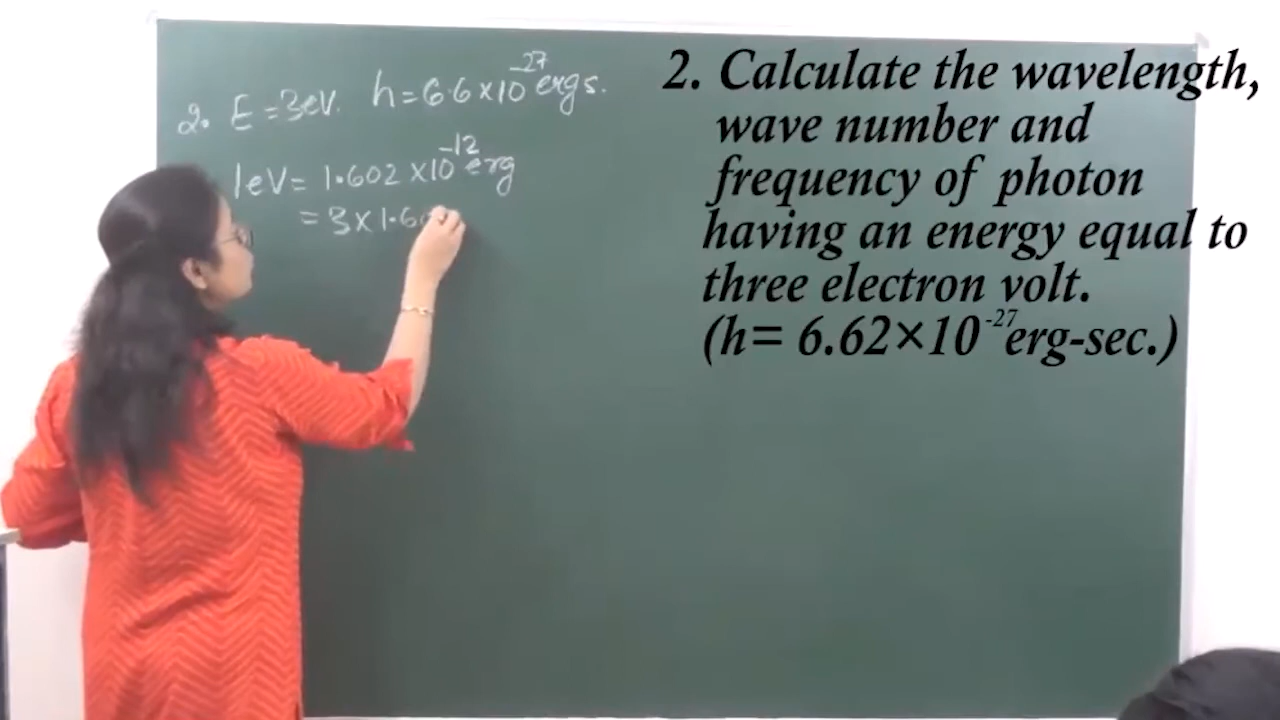 2. E = 3eV. h = 6.6 × 10⁻²⁷ erg s.
1eV = 1.602 × 10⁻¹² erg
= 3 × 1.6
2. Calculate the wavelength,
wave number and
frequency of photon
having an energy equal to
three electron volt.
(h= 6.62×10⁻²⁷erg-sec.)